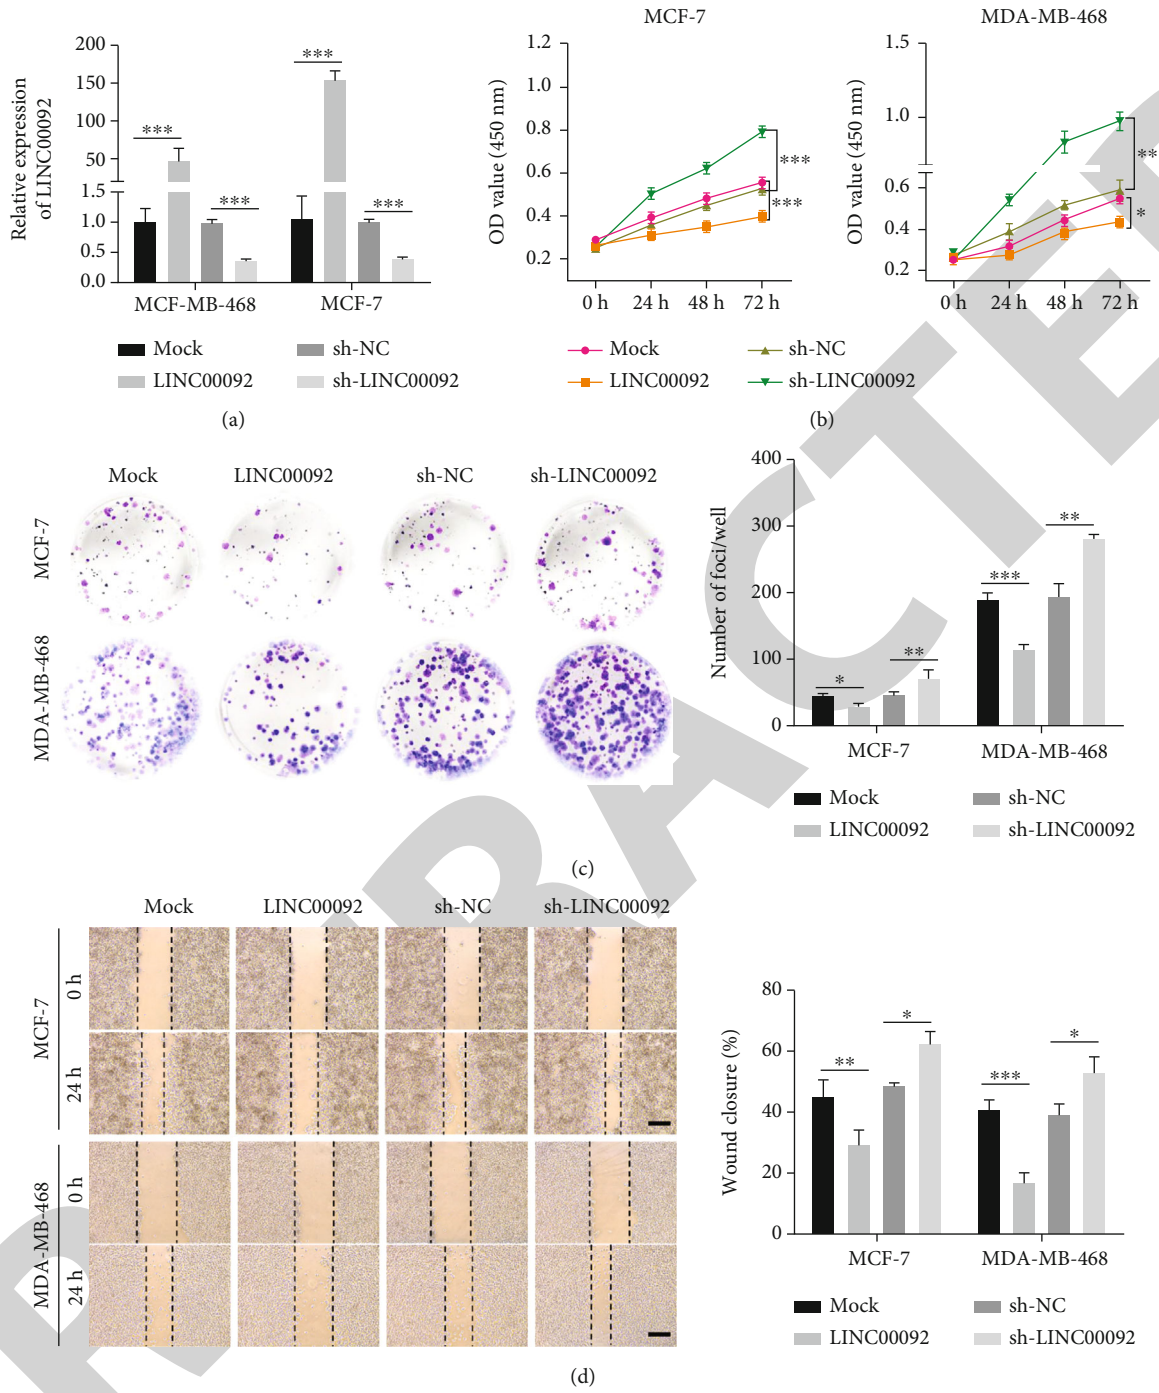 MCF-7
MDA-MB-468
Relative expression
of LINC00092
200
150
100
50
1.5
1.0
0.5
0.0
***
***
***
***
MCF-MB-468
MCF-7
Mock
sh-NC
LINC00092
sh-LINC00092
(a)
OD value (450 nm)
1.2
1.0
0.8
0.6
0.4
0.2
***
***
0 h
24 h
48 h
72 h
OD value (450 nm)
1.5
1.0
0.6
0.4
0.2
**
*
0 h
24 h
48 h
72 h
Mock
sh-NC
LINC00092
sh-LINC00092
(b)
Mock
LINC00092
sh-NC
sh-LINC00092
MCF-7
MDA-MB-468
Number of foci/well
400
300
200
100
0
*
**
***
**
MCF-7
MDA-MB-468
Mock
sh-NC
LINC00092
sh-LINC00092
(c)
Mock
LINC00092
sh-NC
sh-LINC00092
MCF-7
0 h
24 h
MDA-MB-468
0 h
24 h
Wound closure (%)
80
60
40
20
0
**
*
***
*
MCF-7
MDA-MB-468
Mock
sh-NC
LINC00092
sh-LINC00092
(d)